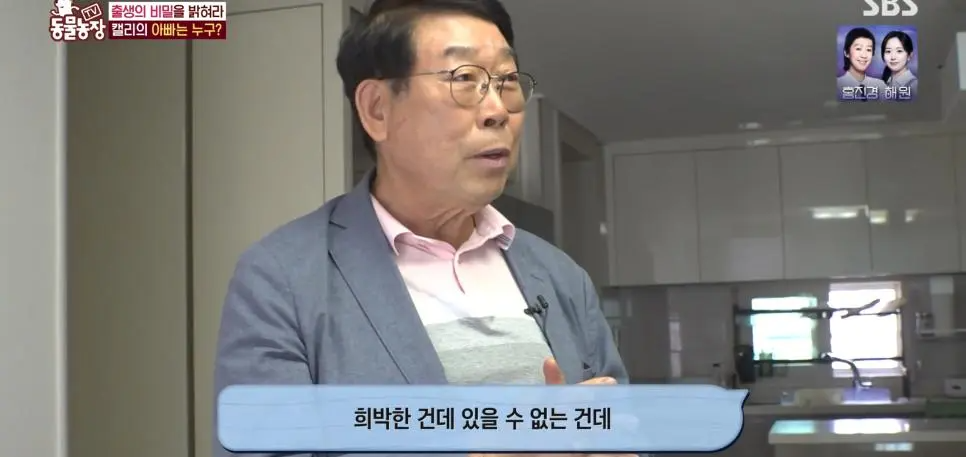 TV
동물농장
출생의 비밀을 밝혀라
캘리의 아빠는 누구?
SBS
홍진경 해원
희박한 건데 있을 수 없는 건데